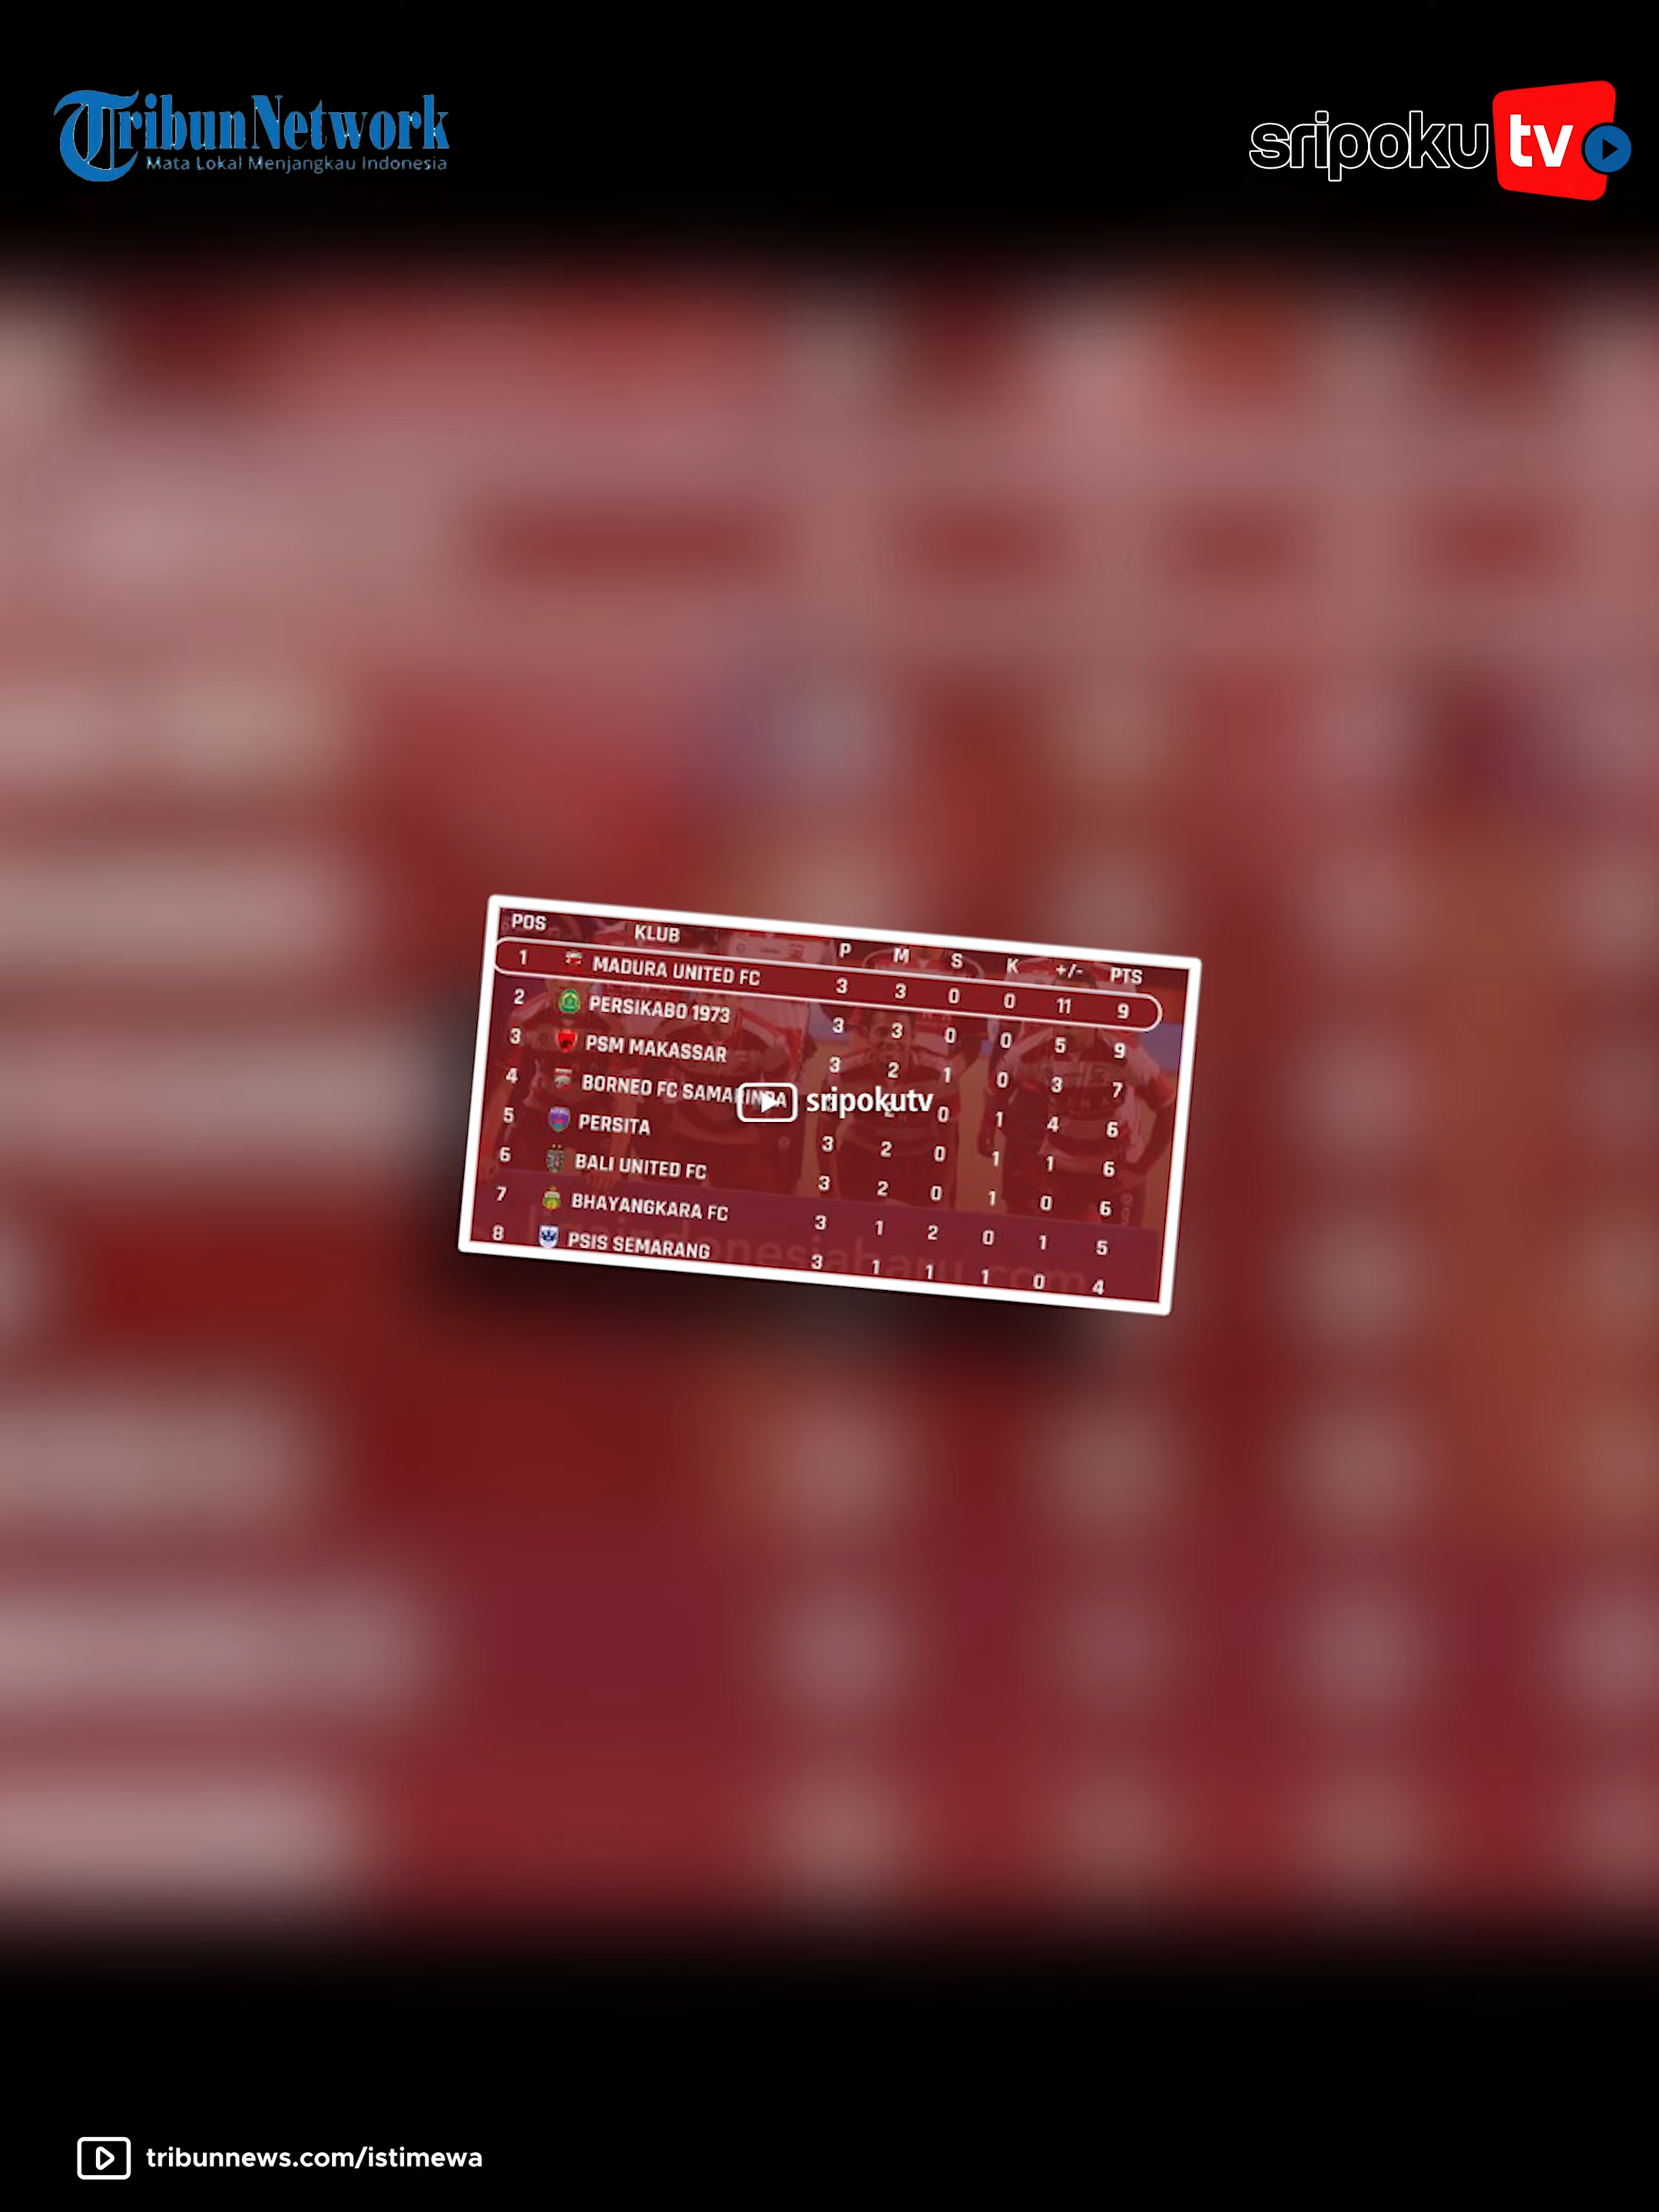 TribunNetwork
Mata Lokal Menjangkau Indonesia
sripoku tv
POS KLUB P M S K +/- PTS
1 MADURA UNITED FC 3 3 0 0 11 9
2 PERSIKABO 1973 3 3 0 0 5 9
3 PSM MAKASSAR 3 2 1 0 3 7
4 BORNEO FC SAMARINDA 3 2 0 1 4 6
sripokutv
5 PERSITA 3 2 0 1 1 6
6 BALI UNITED FC 3 2 0 1 0 6
7 BHAYANGKARA FC 3 1 2 0 1 5
8 PSIS SEMARANG 3 1 1 1 0 4
ligaindonesiabaru.com
tribunnews.com/istimewa